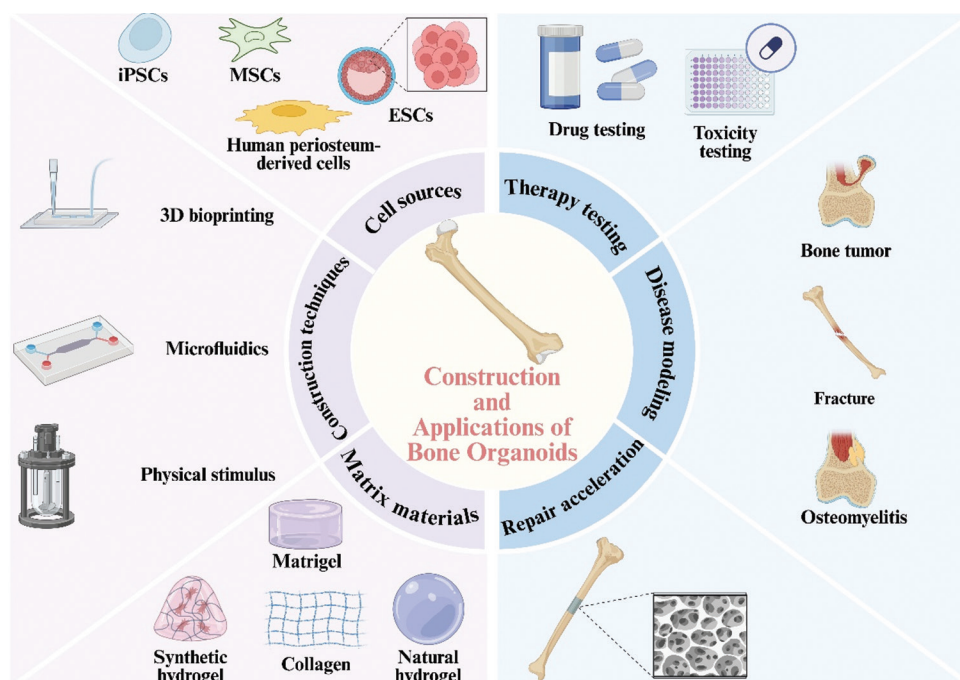 iPSCs
MSCs
ESCs
Human periosteum-
derived cells
Drug testing
Toxicity
testing
Cell sources
Therapy testing
3D bioprinting
Bone tumor
Construction techniques
Disease modeling
Microfluidics
Construction
and
Applications of
Bone Organoids
Fracture
Physical stimulus
Matrix materials
Repair acceleration
Osteomyelitis
Matrigel
Synthetic
hydrogel
Collagen
Natural
hydrogel